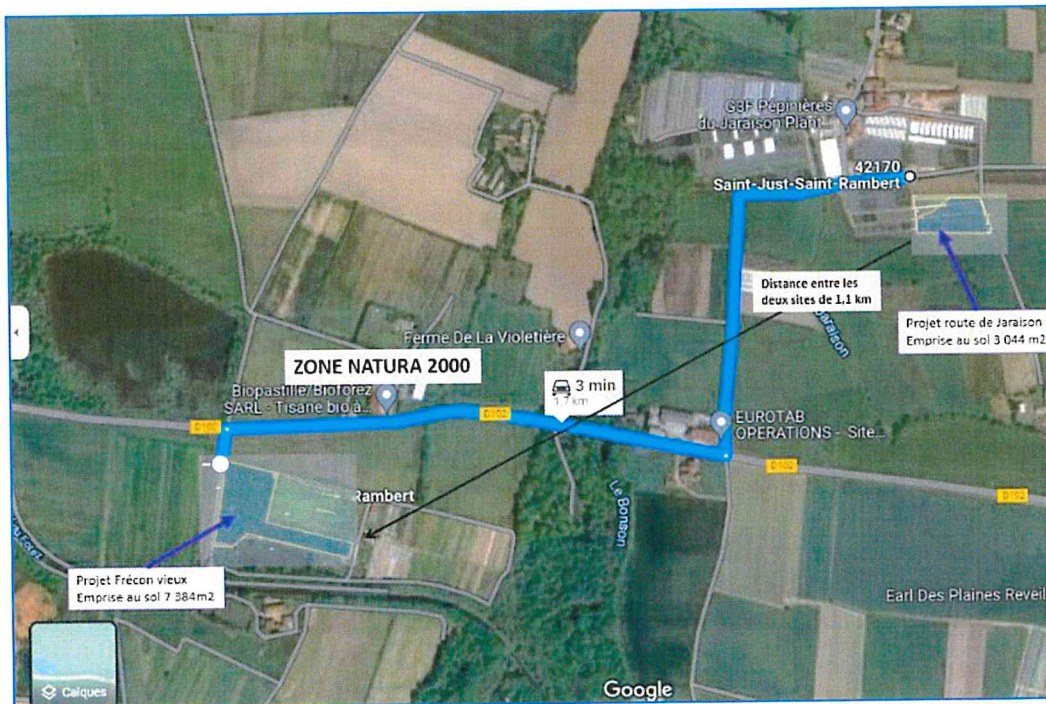 G3F Pépinières
du Jaraison Plant...
42170
Saint-Just-Saint-Rambert
Distance entre les
deux sites de 1,1 km
Projet route de Jaraison
Emprise au sol 3 044 m2
Ferme De La Violetière
ZONE NATURA 2000
Biopastille/Bioforez
SARL - Tisane bio à...
3 min
1,7 km
D102
D102
EUROTAB
OPERATIONS - Site...
D102
D102
Rambert
Le Bonson
Projet Frécon vieux
Emprise au sol 7 384m2
Earl Des Plaines Reveil
Calques
Google